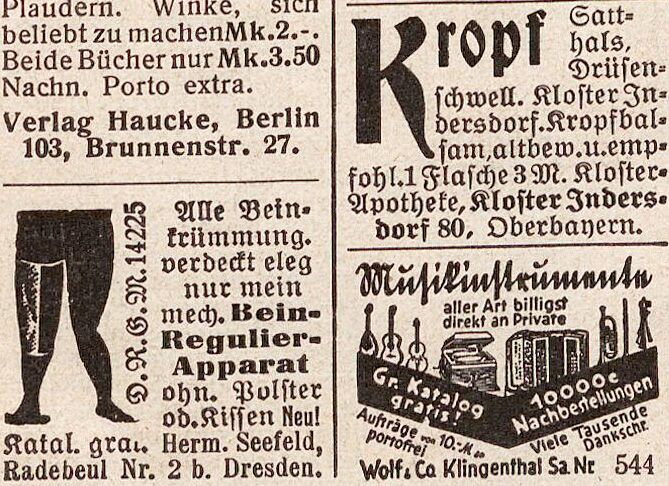 Plaudern. Winke, sich
beliebt zu machen Mk.2.-.
Beide Bücher nur Mk.3.50
Nachn. Porto extra.
Verlag Haucke, Berlin
103, Brunnenstr. 27.
D.R.G.M. 14225
Alle Bein-
krümmung.
verdeckt eleg
nur mein
mech. Bein-
Regulier-
Apparat
ohn. Polster
od. Kissen Neu!
Katal. grat. Herm. Seefeld,
Radebeul Nr. 2 b. Dresden.
Kropf Satt-
hals,
Drüsen-
schwell. Kloster In-
dersdorf. Kropfbal-
sam, altbew. u. emp-
fohl. 1 Flasche 3 M. Kloster-
Apotheke, Kloster Inders-
dorf 80, Oberbayern.
Musikinstrumente
aller Art billigst
direkt an Private
Gr. Katalog
gratis!
10000e
Nachbestellungen
Aufträge von 10.- M. an
portofrei
Viele Tausende
Dankschr.
Wolf & Co Klingenthal Sa. Nr 544